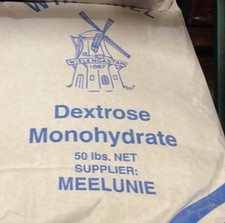 Dextrose
Monohydrate
50 lbs. NET
SUPPLIER:
MEELUNIE